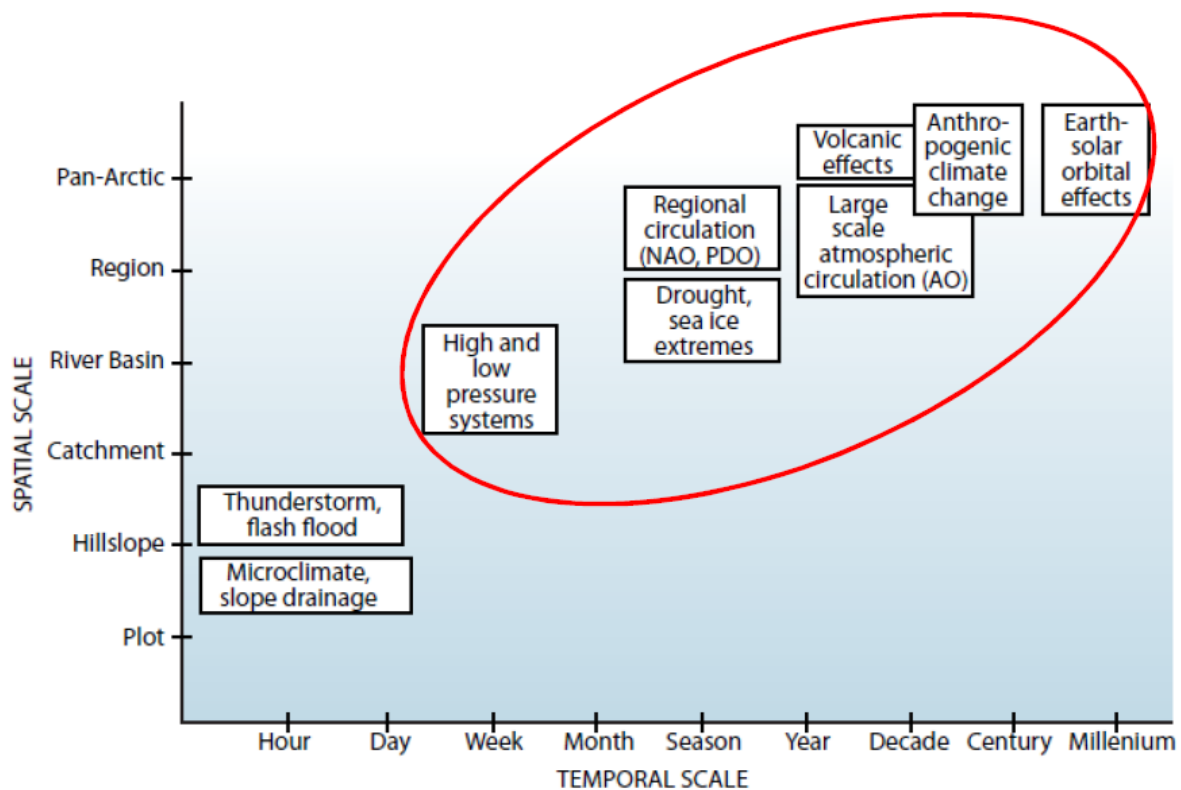 Volcanic
effects
Anthro-
pogenic
climate
change
Earth-
solar
orbital
effects
Pan-Arctic
Regional
circulation
(NAO, PDO)
Large
scale
atmospheric
circulation (AO)
Region
Drought,
sea ice
extremes
River Basin
High and
low
pressure
systems
SPATIAL SCALE
Catchment
Thunderstorm,
flash flood
Hillslope
Microclimate,
slope drainage
Plot
Hour Day Week Month Season Year Decade Century Millenium
TEMPORAL SCALE